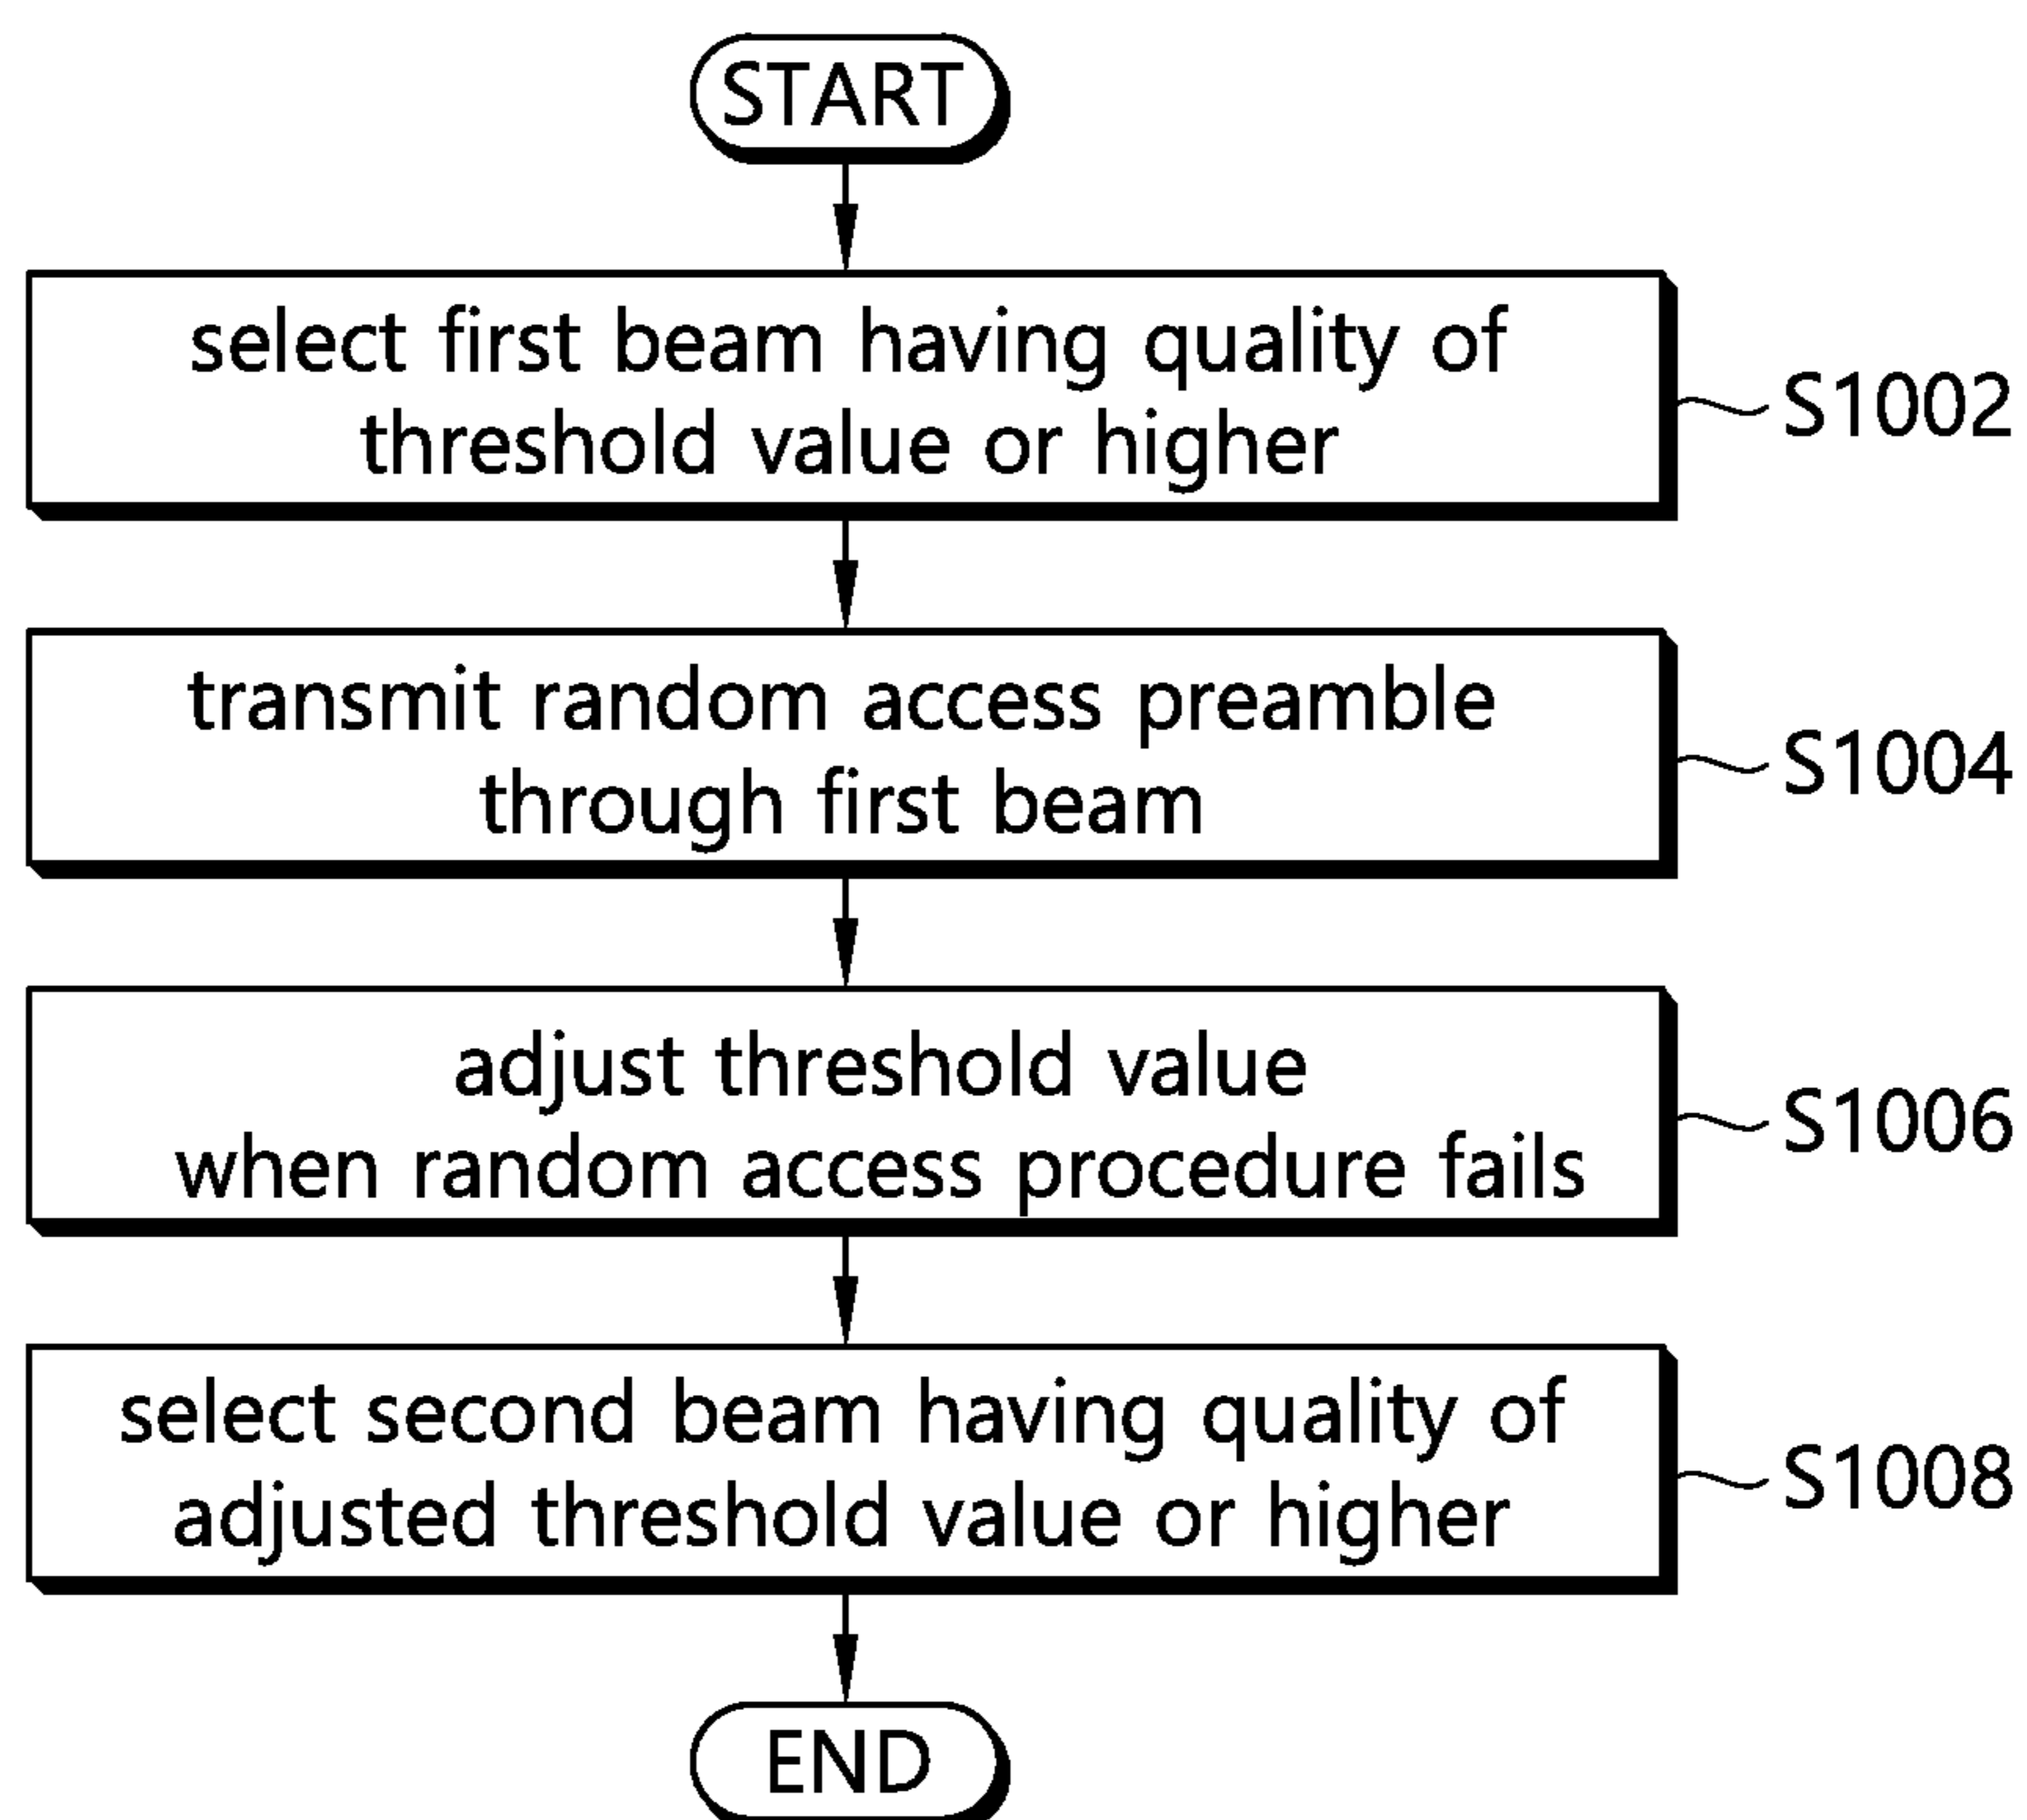 START
select first beam having quality of
threshold value or higher
S1002
transmit random access preamble
through first beam
S1004
adjust threshold value
when random access procedure fails
S1006
select second beam having quality of
adjusted threshold value or higher
S1008
END